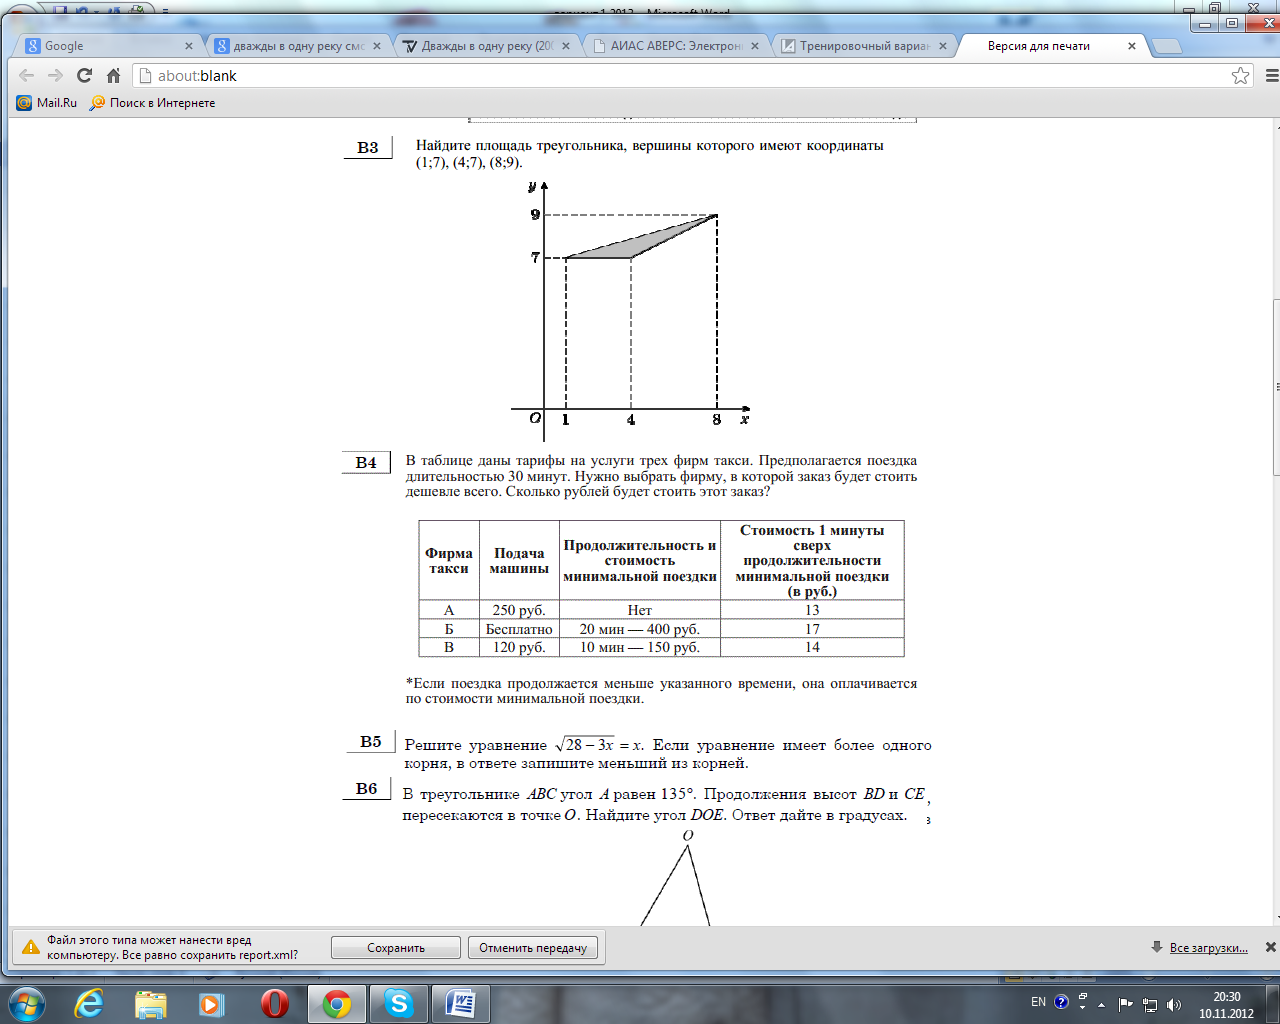 Google
дважды в одну реку смо
Дважды в одну реку (200
АИАС АВЕРС: Электронн
Тренировочный вариан
Версия для печати
about:blank
Mail.Ru
Поиск в Интернете
B3
Найдите площадь треугольника, вершины которого имеют координаты
(1;7), (4;7), (8;9).
y
9
7
O 1 4 8 x
B4
В таблице даны тарифы на услуги трех фирм такси. Предполагается поездка
длительностью 30 минут. Нужно выбрать фирму, в которой заказ будет стоить
дешевле всего. Сколько рублей будет стоить этот заказ?
Фирма такси | Подача машины | Продолжительность и стоимость минимальной поездки | Стоимость 1 минуты сверх продолжительности минимальной поездки (в руб.)
А 250 руб. Нет 13
Б Бесплатно 20 мин — 400 руб. 17
В 120 руб. 10 мин — 150 руб. 14
*Если поездка продолжается меньше указанного времени, она оплачивается
по стоимости минимальной поездки.
B5
Решите уравнение √28 − 3x = x. Если уравнение имеет более одного
корня, в ответе запишите меньший из корней.
B6
В треугольнике ABC угол A равен 135°. Продолжения высот BD и CE,
пересекаются в точке O. Найдите угол DOE. Ответ дайте в градусах.
O
Файл этого типа может нанести вред
компьютеру. Все равно сохранить report.xml?
Сохранить
Отменить передачу
Все загрузки...
EN
20:30
10.11.2012